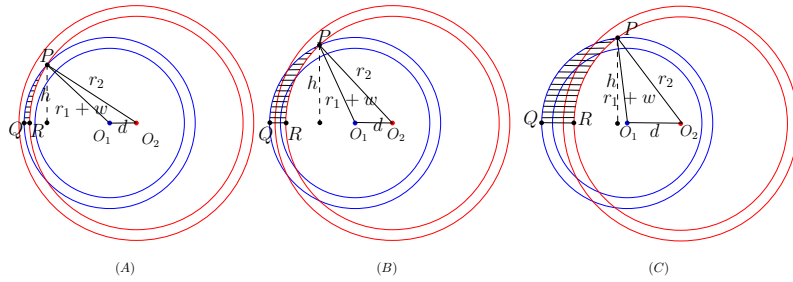 P
r₂
h
r₁ + w
Q R O₁ d O₂
(A)
P
r₂
h
r₁ + w
Q R O₁ d O₂
(B)
P
r₂
h
r₁ + w
Q R O₁ d O₂
(C)